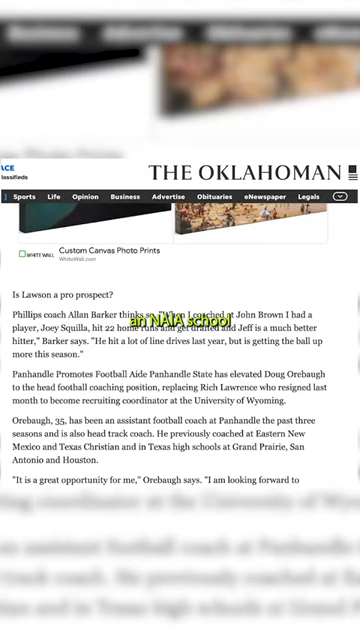 Business Advertise Obituaries
ACE
lassifieds
THE OKLAHOMAN
Sports Life Opinion Business Advertise Obituaries eNewspaper Legals
WHITE WALL
Custom Canvas Photo Prints
WhiteWall.com
Is Lawson a pro prospect?
Phillips coach Allan Barker thinks so. "When I coached at John Brown I had a
an NAIA school
player, Joey Squilla, hit 22 home runs and get drafted and Jeff is a much better
hitter," Barker says. "He hit a lot of line drives last year, but is getting the ball up
more this season."
Panhandle Promotes Football Aide Panhandle State has elevated Doug Orebaugh
to the head football coaching position, replacing Rich Lawrence who resigned last
month to become recruiting coordinator at the University of Wyoming.
Orebaugh, 35, has been an assistant football coach at Panhandle the past three
seasons and is also head track coach. He previously coached at Eastern New
Mexico and Texas Christian and in Texas high schools at Grand Prairie, San
Antonio and Houston.
"It is a great opportunity for me," Orebaugh says. "I am looking forward to